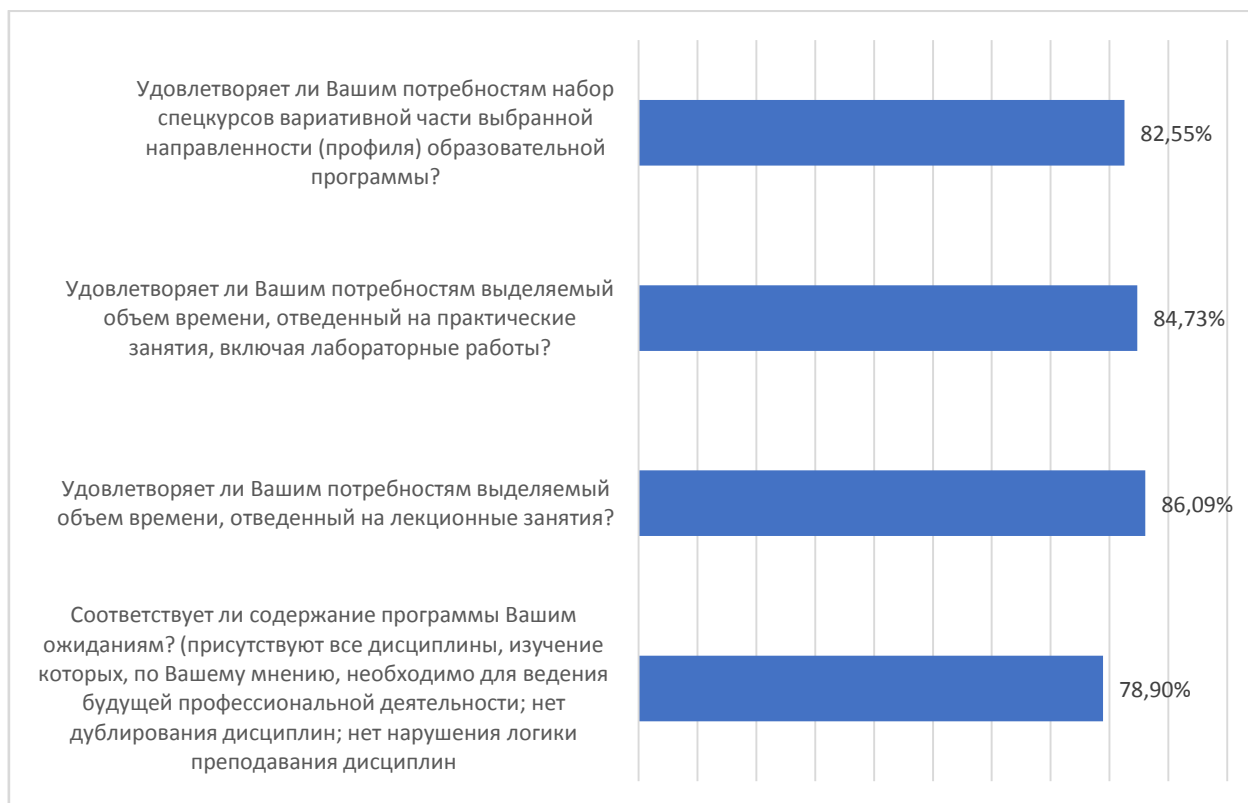 Удовлетворяет ли Вашим потребностям набор
спецкурсов вариативной части выбранной
направленности (профиля) образовательной
программы?
82,55%
Удовлетворяет ли Вашим потребностям выделяемый
объем времени, отведенный на практические
занятия, включая лабораторные работы?
84,73%
Удовлетворяет ли Вашим потребностям выделяемый
объем времени, отведенный на лекционные занятия?
86,09%
Соответствует ли содержание программы Вашим
ожиданиям? (присутствуют все дисциплины, изучение
которых, по Вашему мнению, необходимо для ведения
будущей профессиональной деятельности; нет
дублирования дисциплин; нет нарушения логики
преподавания дисциплин
78,90%